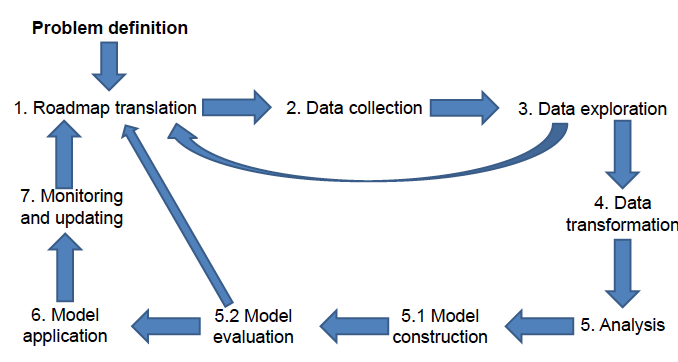 Problem definition
1. Roadmap translation
2. Data collection
3. Data exploration
4. Data
transformation
5. Analysis
5.1 Model
construction
5.2 Model
evaluation
6. Model
application
7. Monitoring
and updating